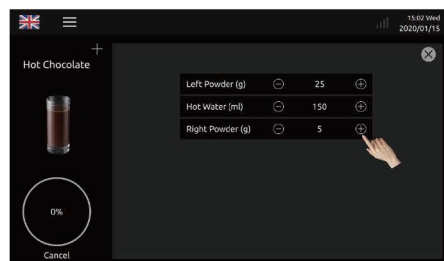 15:02 Wed
2020/01/15
Hot Chocolate
Left Powder (g) 25
Hot Water (ml) 150
Right Powder (g) 5
0%
Cancel